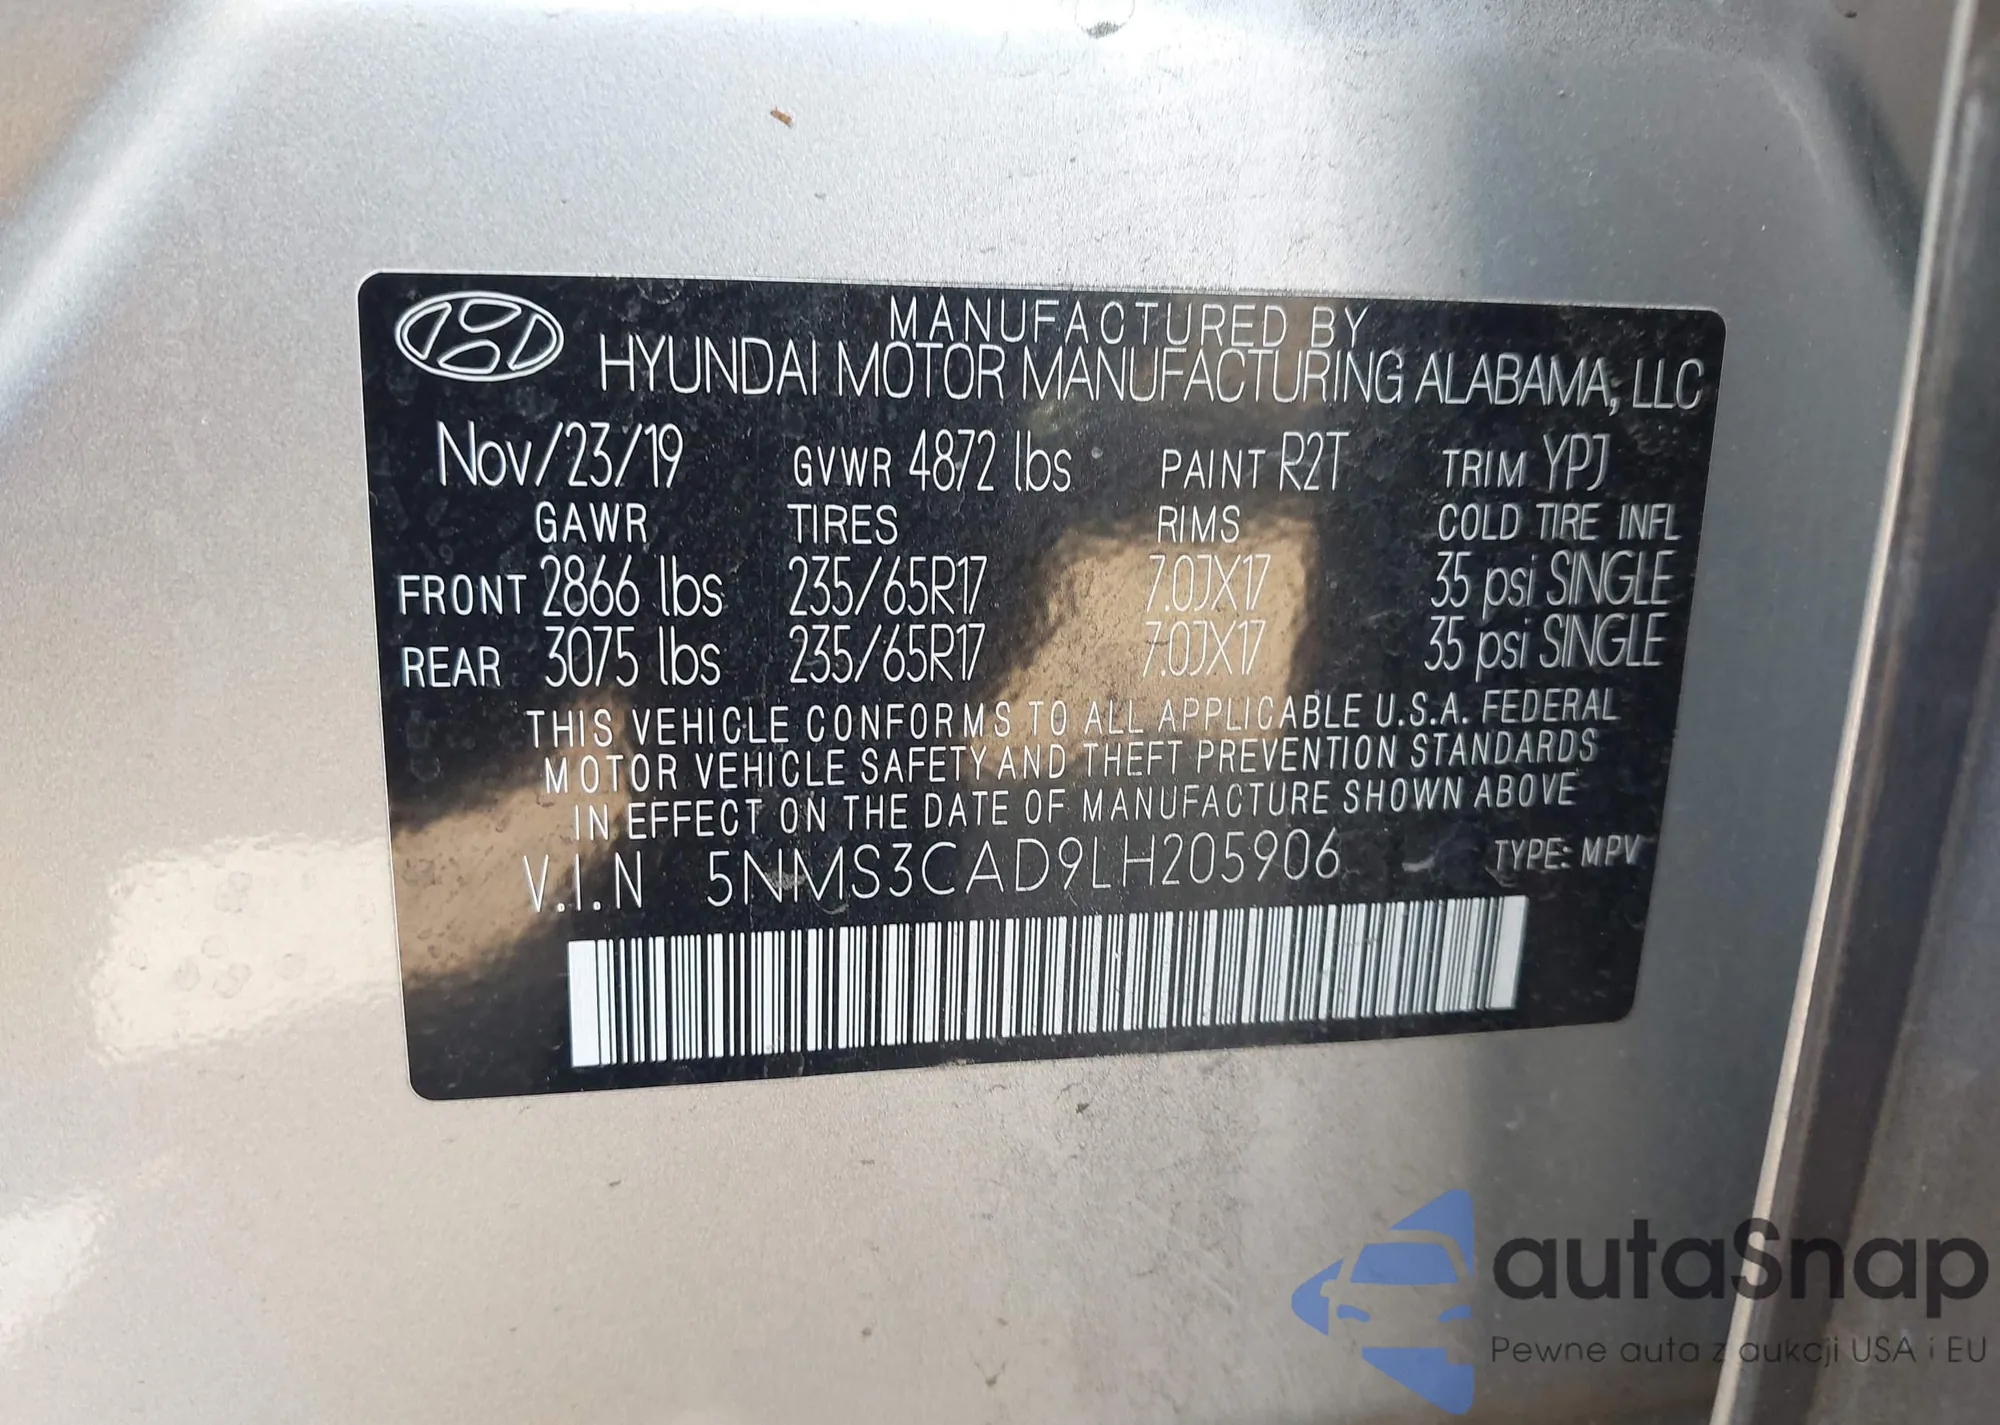 MANUFACTURED BY
HYUNDAI MOTOR MANUFACTURING ALABAMA, LLC
Nov/23/19 GVWR 4872 lbs PAINT R2T TRIM YPJ
GAWR TIRES RIMS COLD TIRE INFL
FRONT 2866 lbs 235/65R17 7.0JX17 35 psi SINGLE
REAR 3075 lbs 235/65R17 7.0JX17 35 psi SINGLE
THIS VEHICLE CONFORMS TO ALL APPLICABLE U.S.A. FEDERAL
MOTOR VEHICLE SAFETY AND THEFT PREVENTION STANDARDS
IN EFFECT ON THE DATE OF MANUFACTURE SHOWN ABOVE
V.I.N 5NMS3CAD9LH205906 TYPE: MPV
autaSnap
Pewne auta z aukcji USA i EU